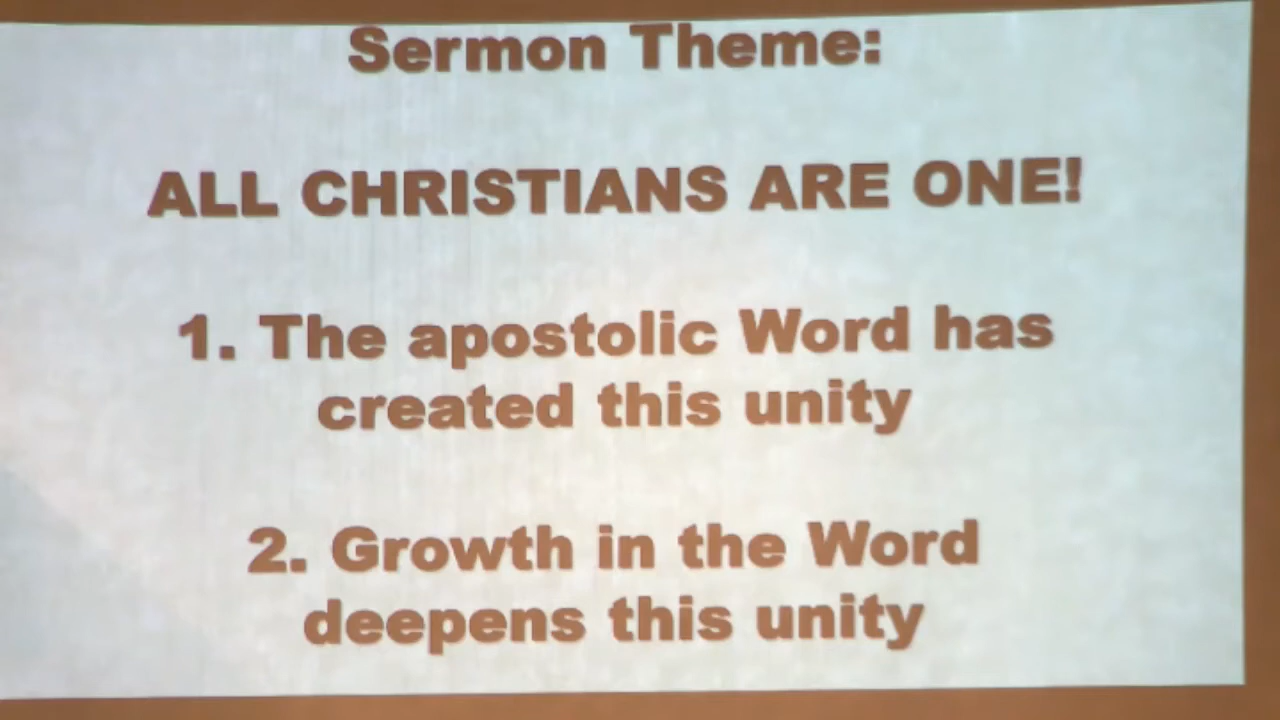 Sermon Theme:
ALL CHRISTIANS ARE ONE!
1. The apostolic Word has
created this unity
2. Growth in the Word
deepens this unity